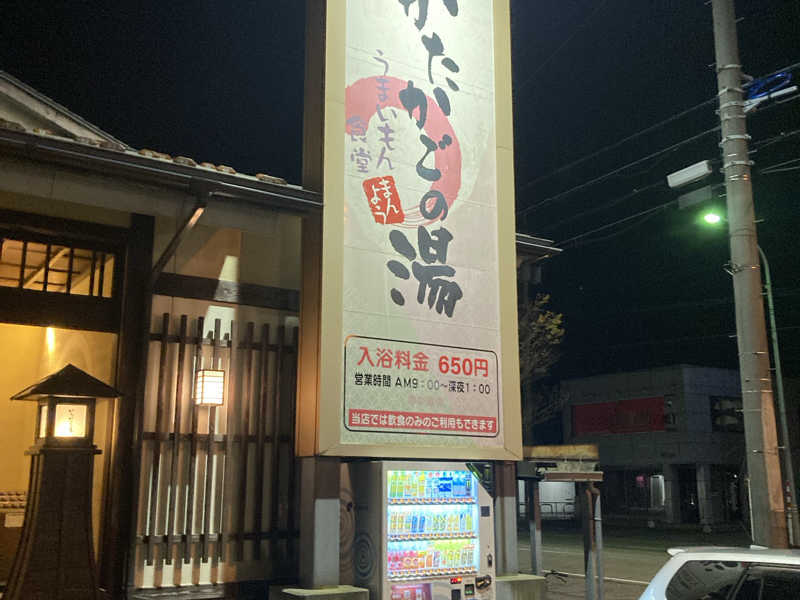 かたかごの湯
うまいもん
食堂
まん
よう
入浴料金 650円
営業時間 AM9:00〜深夜1:00
当店では飲食のみのご利用もできます